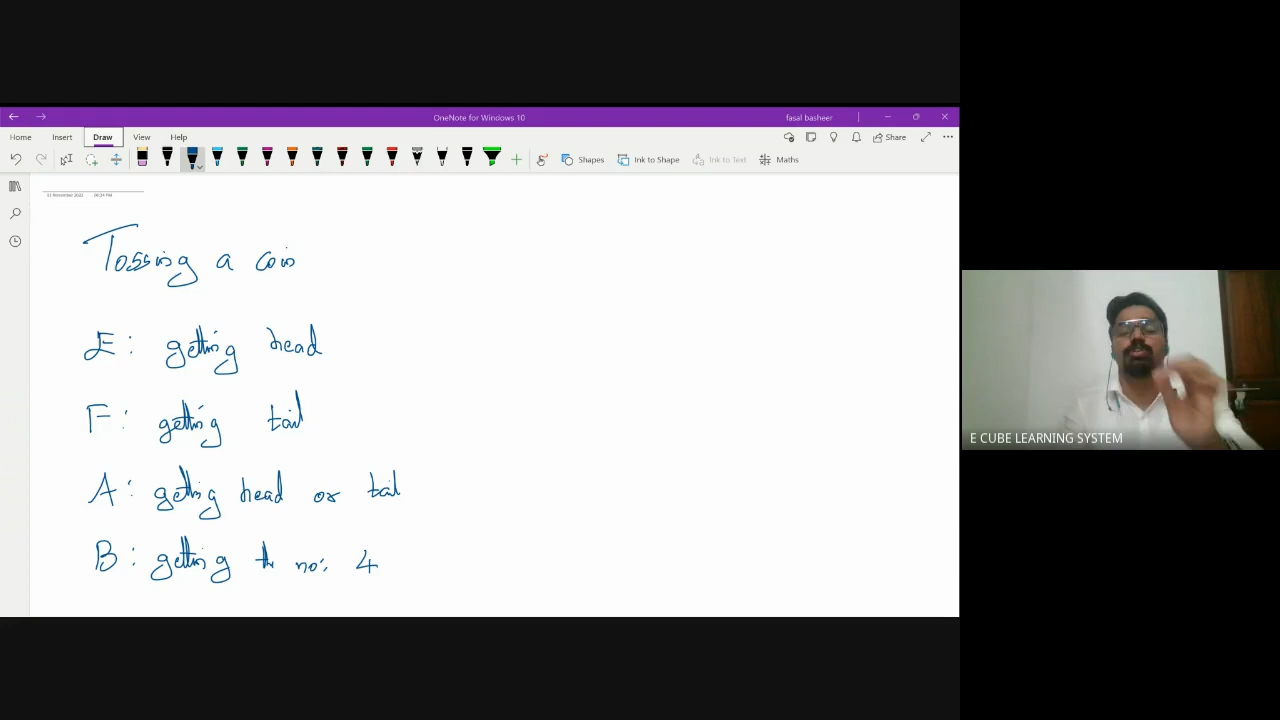 OneNote for Windows 10
fasal basheer
Home Insert Draw View Help
Share
Shapes Ink to Shape Ink to Text Maths
Tossing a coin
E: getting head
F: getting tail
A: getting head or tail
B: getting the no: 4
E CUBE LEARNING SYSTEM